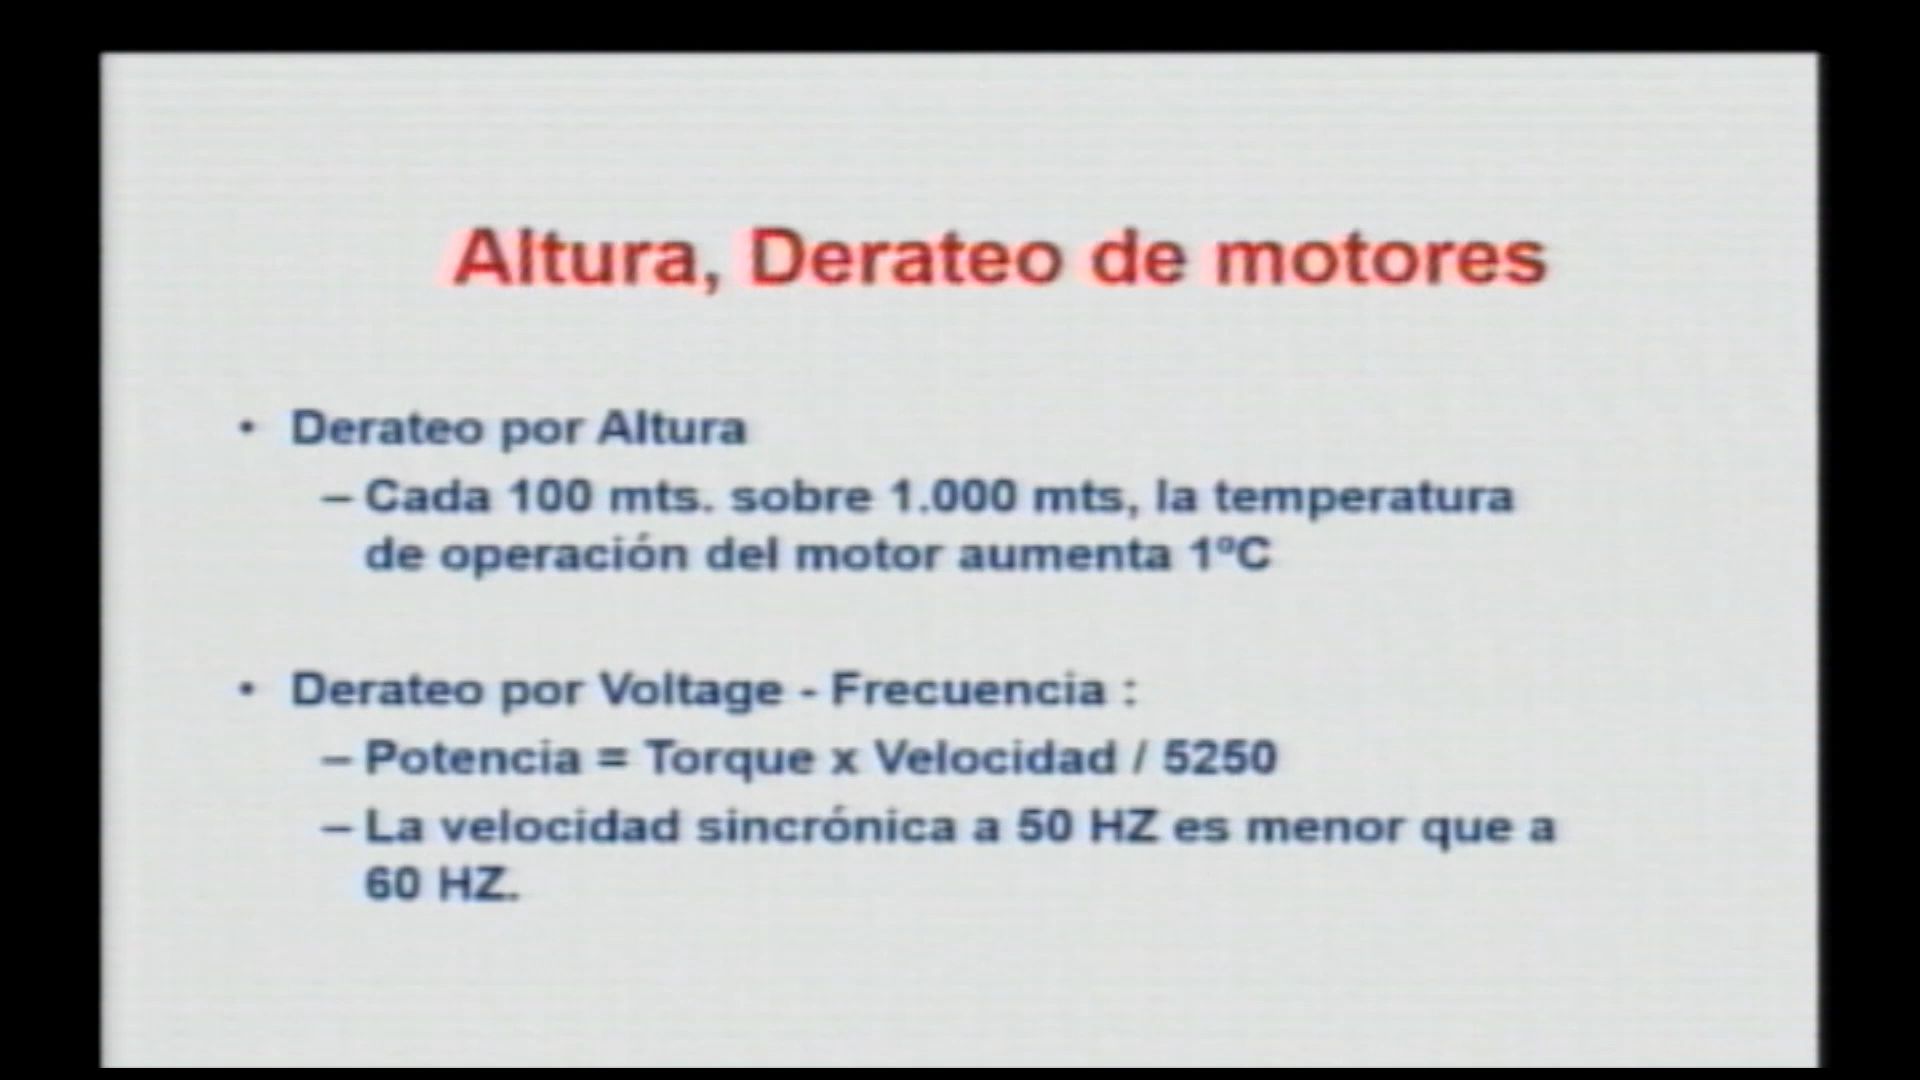 Altura, Derateo de motores
• Derateo por Altura
– Cada 100 mts. sobre 1.000 mts, la temperatura
de operación del motor aumenta 1ºC
• Derateo por Voltage - Frecuencia :
– Potencia = Torque x Velocidad / 5250
– La velocidad sincrónica a 50 HZ es menor que a
60 HZ.